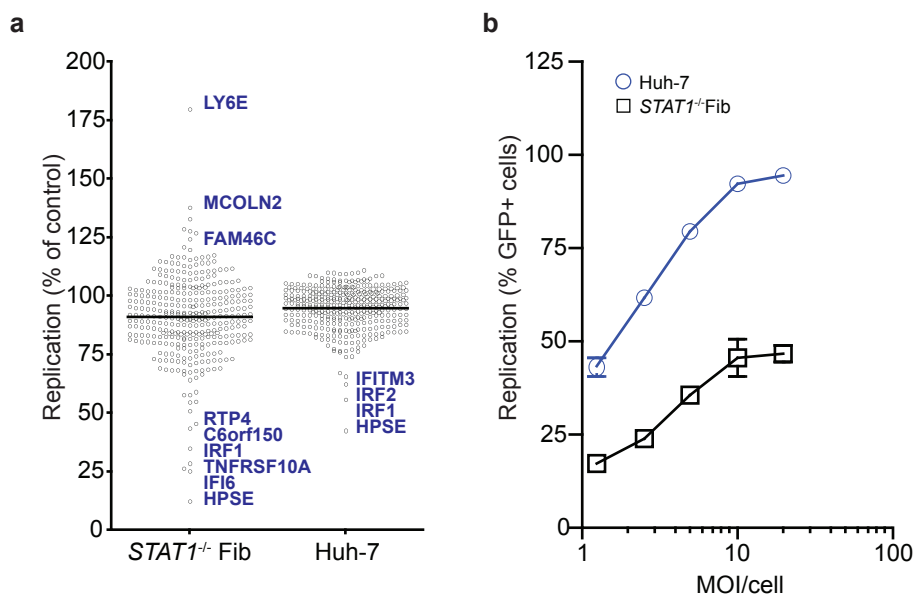 a
Replication (% of control)
200
175
150
125
100
75
50
25
0
LY6E
MCOLN2
FAM46C
RTP4
C6orf150
IRF1
TNFRSF10A
IFI6
HPSE
IFITM3
IRF2
IRF1
HPSE
STAT1-/- Fib
Huh-7
b
Replication (% GFP+ cells)
125
100
75
50
25
0
Huh-7
STAT1-/-Fib
1
10
100
MOI/cell